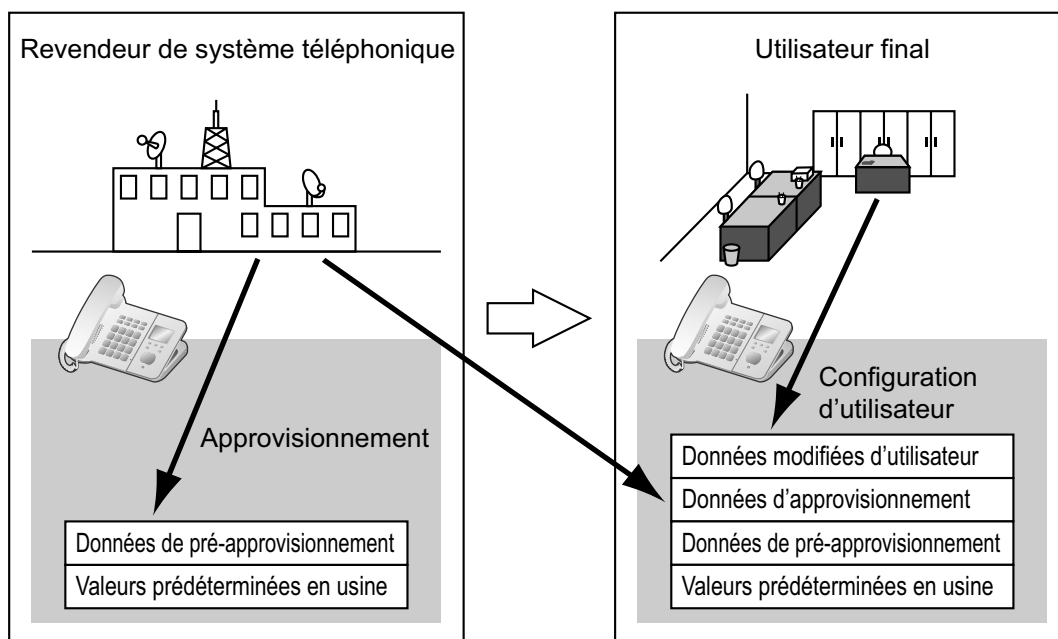 Revendeur de système téléphonique
Approvisionnement
Données de pré-approvisionnement
Valeurs prédéterminées en usine
Utilisateur final
Configuration
d’utilisateur
Données modifiées d’utilisateur
Données d’approvisionnement
Données de pré-approvisionnement
Valeurs prédéterminées en usine